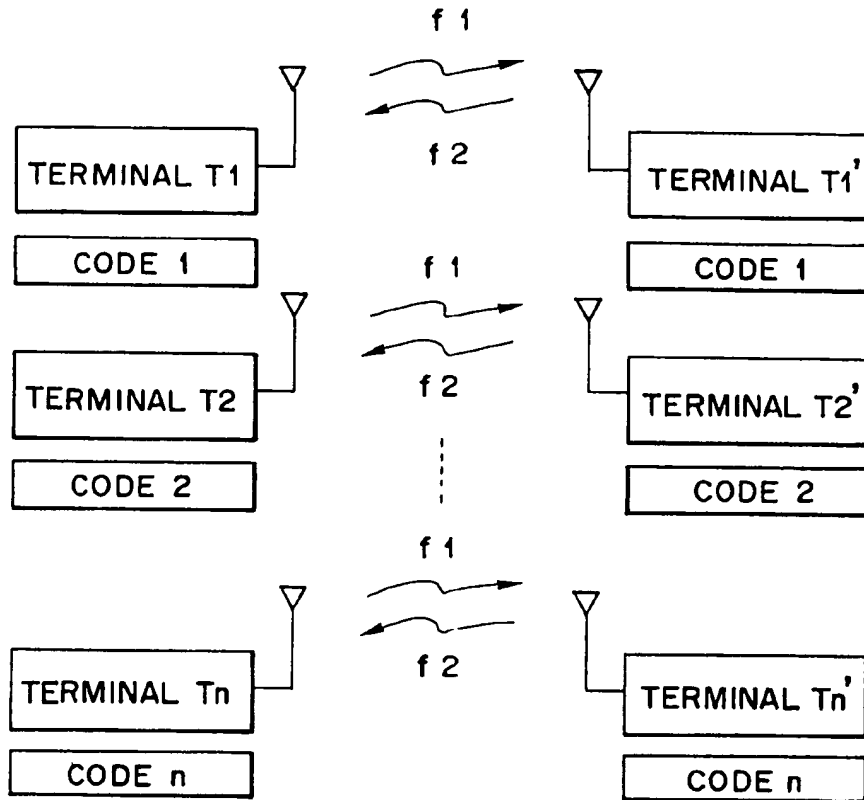 f 1
f 2
TERMINAL T1
TERMINAL T1'
CODE 1
CODE 1
f 1
f 2
TERMINAL T2
TERMINAL T2'
CODE 2
CODE 2
f 1
f 2
TERMINAL Tn
TERMINAL Tn'
CODE n
CODE n